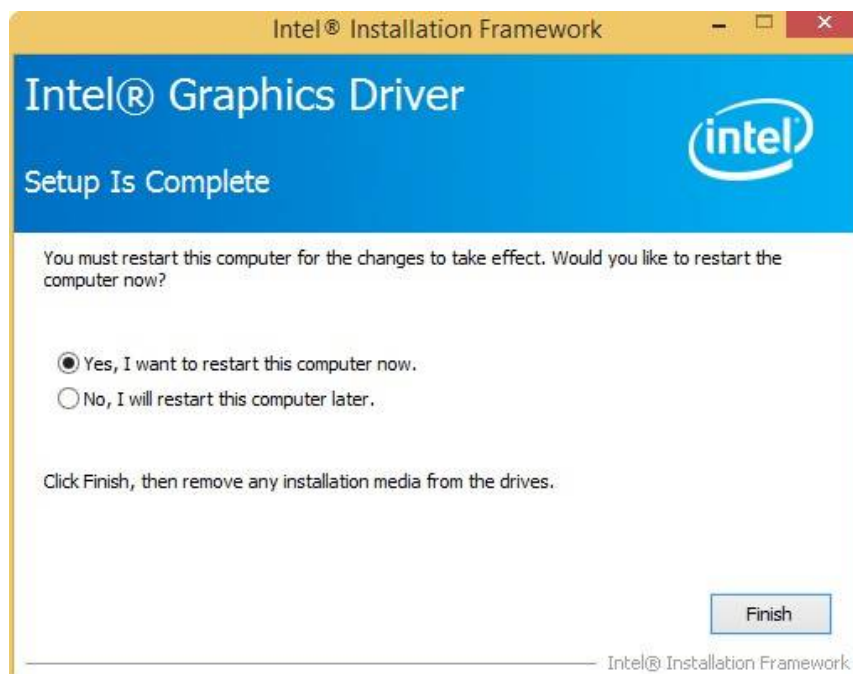 Intel® Installation Framework
Intel® Graphics Driver
intel®
Setup Is Complete
You must restart this computer for the changes to take effect. Would you like to restart the
computer now?
Yes, I want to restart this computer now.
No, I will restart this computer later.
Click Finish, then remove any installation media from the drives.
Finish
Intel® Installation Framework